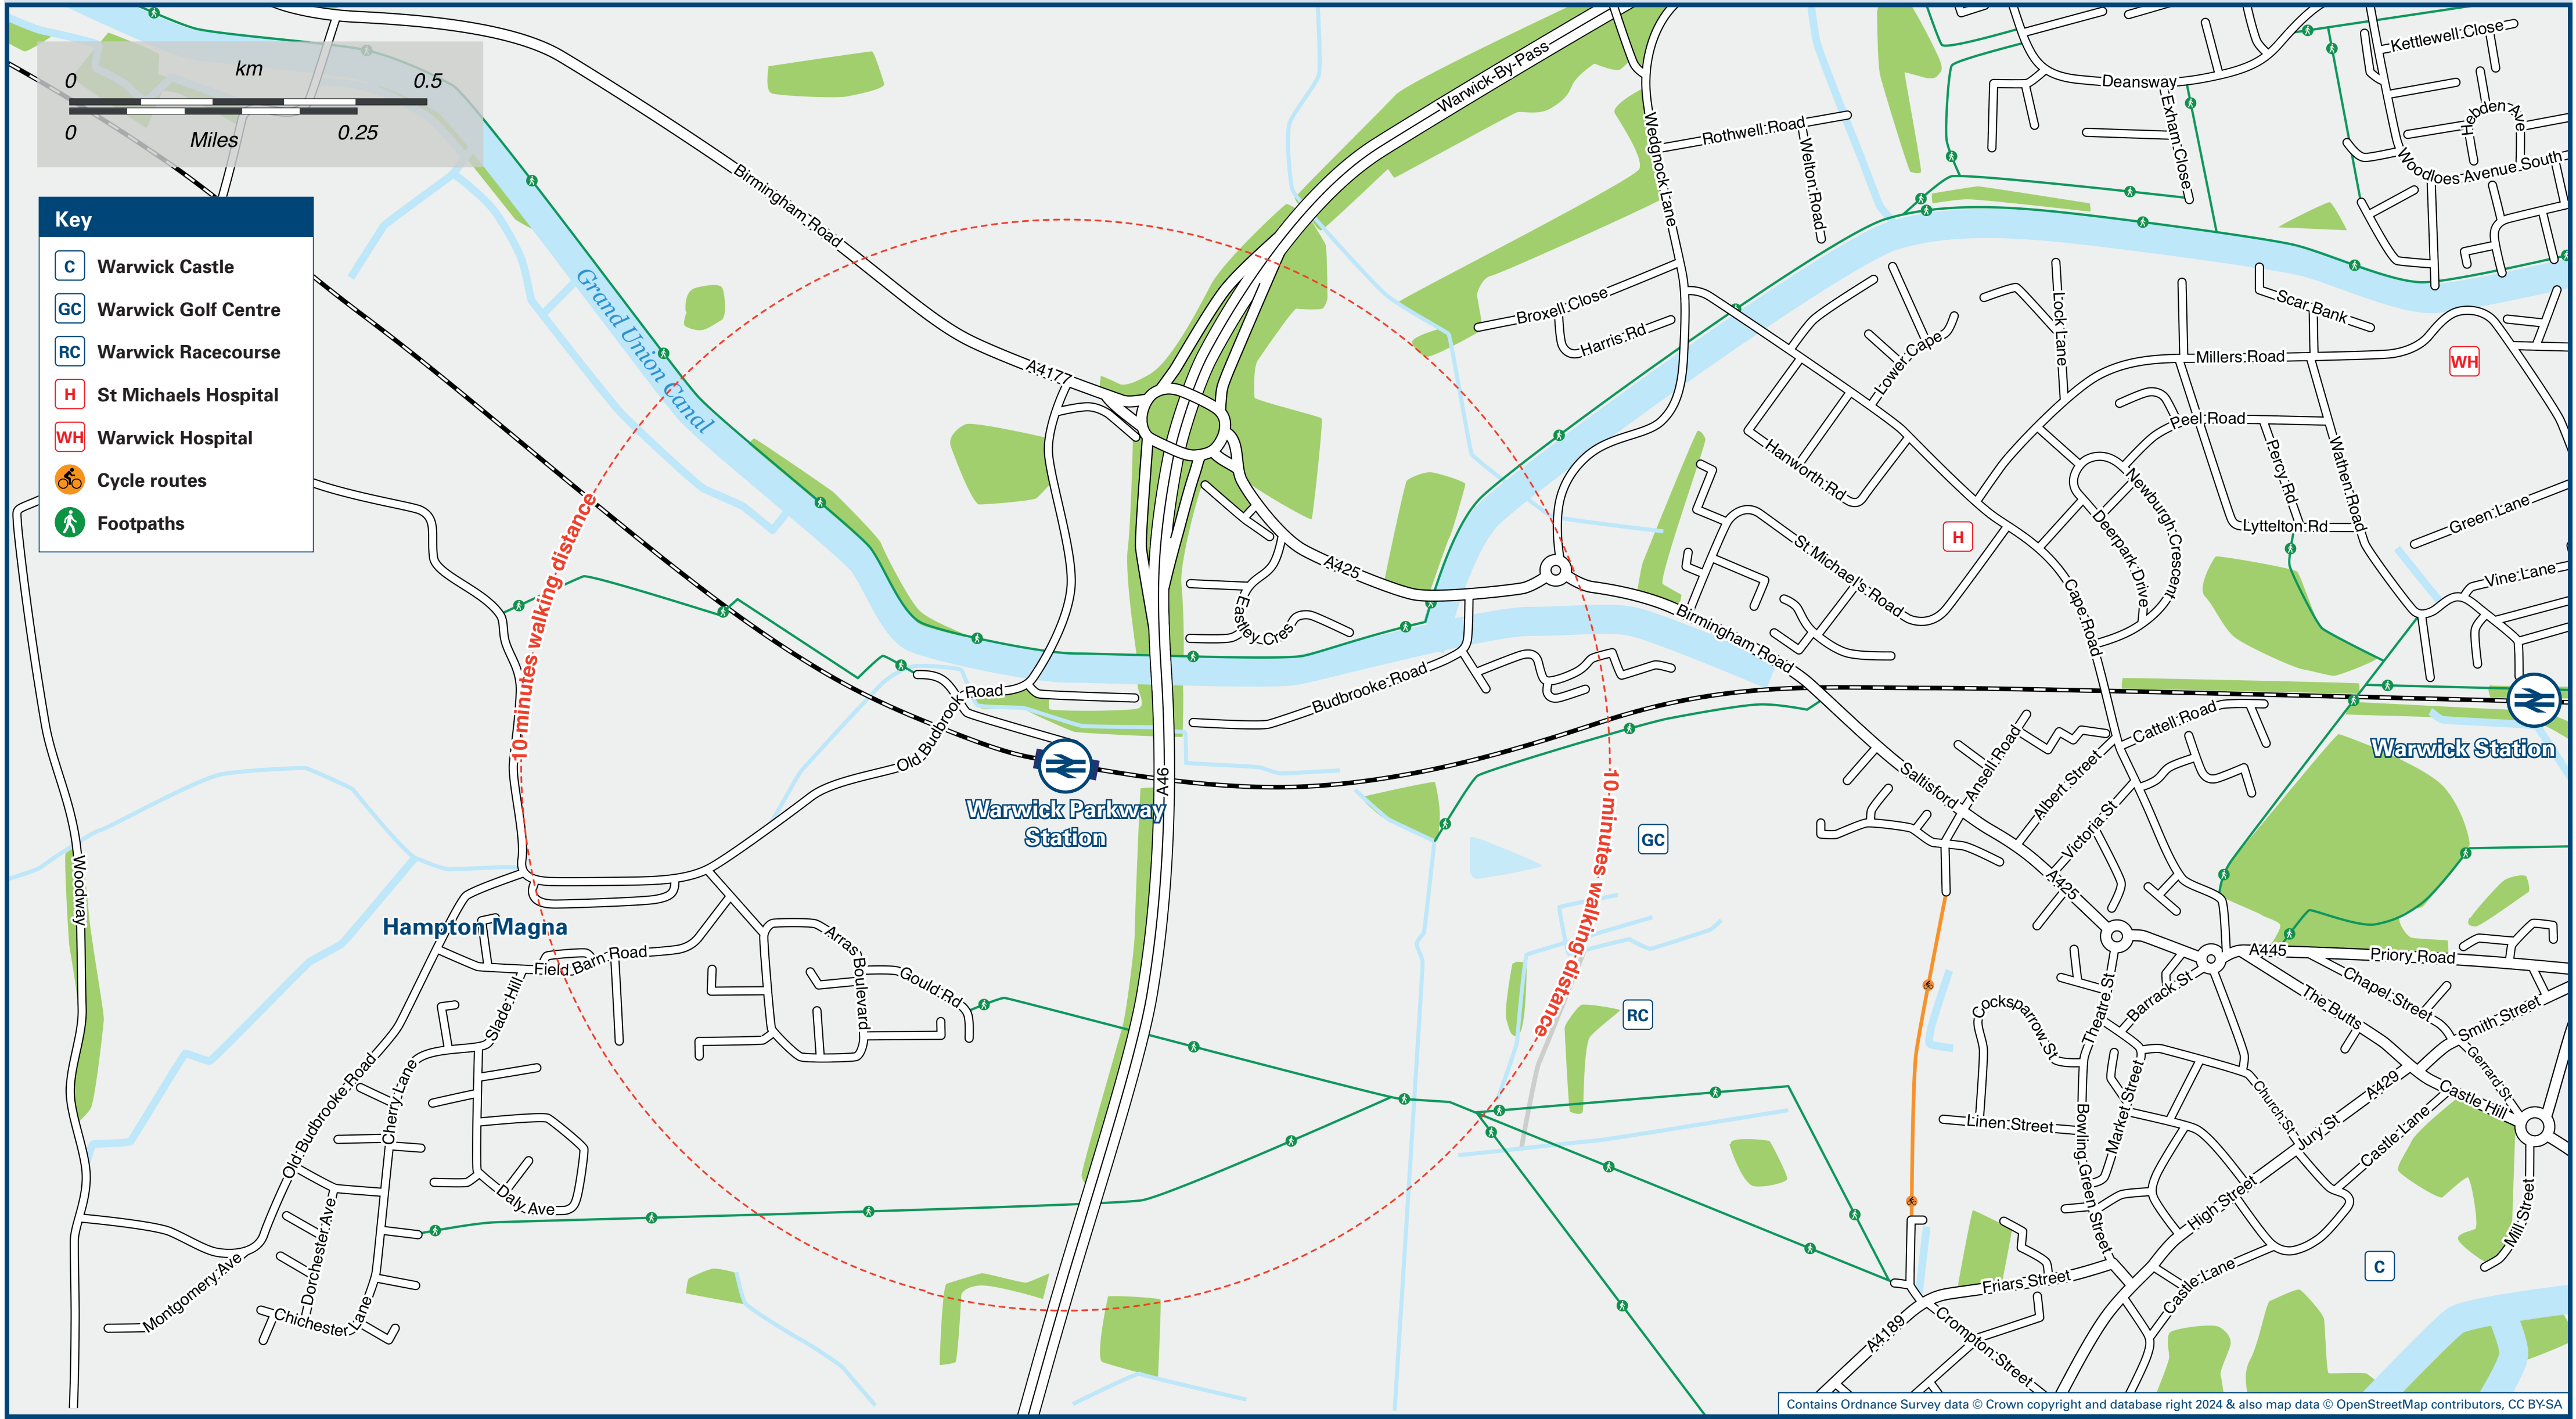 km
0
0.5
0
0.25
Miles
Key
C Warwick Castle
GC Warwick Golf Centre
RC Warwick Racecourse
H St Michaels Hospital
WH Warwick Hospital
Cycle routes
Footpaths
Birmingham Road
Grand Union Canal
A4177
Warwick-By-Pass
Wedgnock Lane
Rothwell Road
Welton Road
Broxell Close
Harris Rd
Deansway
Exham Close
Kettlewell Close
Hebden Ave
Woodloes Avenue South
Lock Lane
Lower Cape
Hanworth Rd
Scar Bank
Millers Road
WH
Peel Road
Percy Rd
Wathen Road
Newburgh Crescent
Deerpark Drive
Lyttelton Rd
Green Lane
Vine Lane
H
St Michael's Road
Cape Road
A425
Eastley Cres
Birmingham Road
Budbrooke Road
Old Budbrook Road
10 minutes walking distance
Warwick Parkway
Station
A46
10 minutes walking distance
GC
RC
Warwick Station
Cattell Road
Ansell Road
Albert Street
Victoria St
Saltisford
A425
Woodway
Hampton Magna
Field Barn Road
Slade Hill
Arras Boulevard
Gould Rd
Old Budbrooke Road
Cherry Lane
Daly Ave
Dorchester Ave
Montgomery Ave
Chichester Lane
A445
Priory Road
Chapel Street
The Butts
Smith Street
Gerrard St
Barrack St
Theatre St
Cocksparrow St
Market Street
Linen Street
Bowling Green Street
Church St
Jury St
A429
Castle Hill
Castle Lane
High Street
Mill Street
C
Castle Lane
Friars Street
A4189
Crompton Street
Contains Ordnance Survey data © Crown copyright and database right 2024 & also map data © OpenStreetMap contributors, CC BY-SA